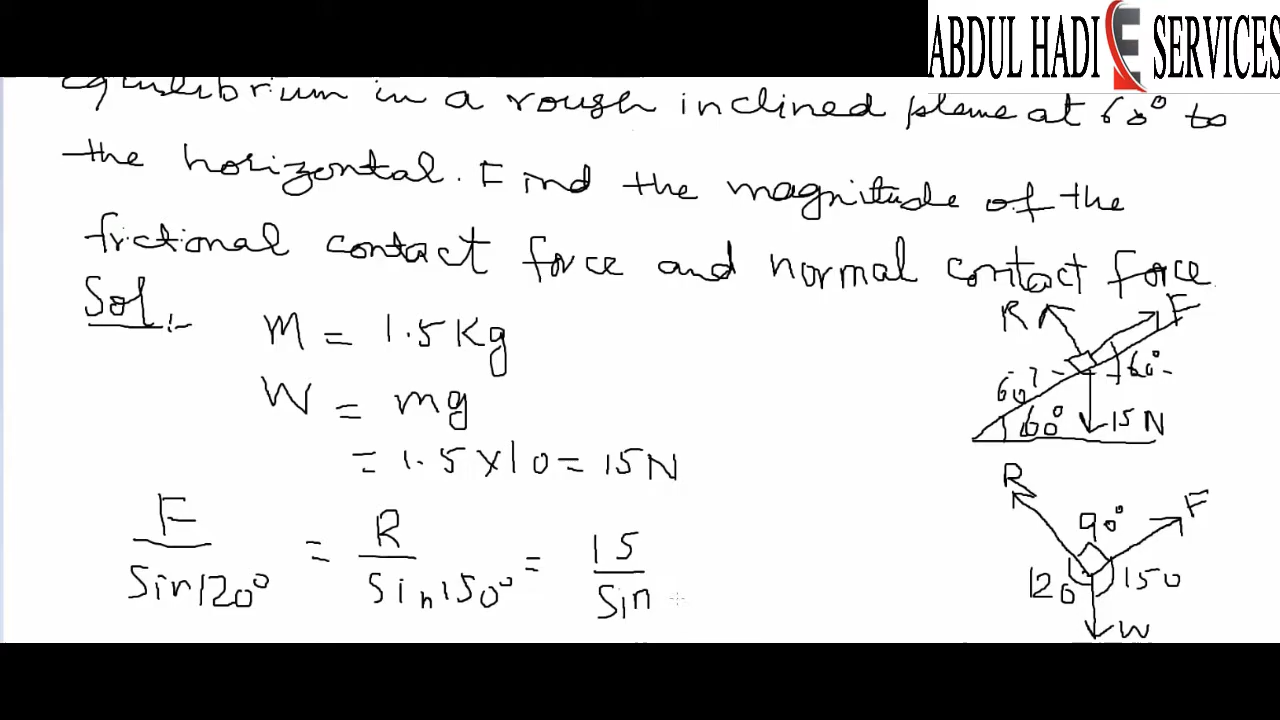 ABDUL HADI E SERVICES
equilibrium in a rough inclined plane at 60° to
the horizontal. Find the magnitude of the
frictional contact force and normal contact force
Sol:-
M = 1.5 Kg
W = mg
= 1.5 x 10 = 15N
F/Sin120° = R/Sin150° = 15/Sin
R F
60° 60°
60° 15N
R F
90°
120 150
W